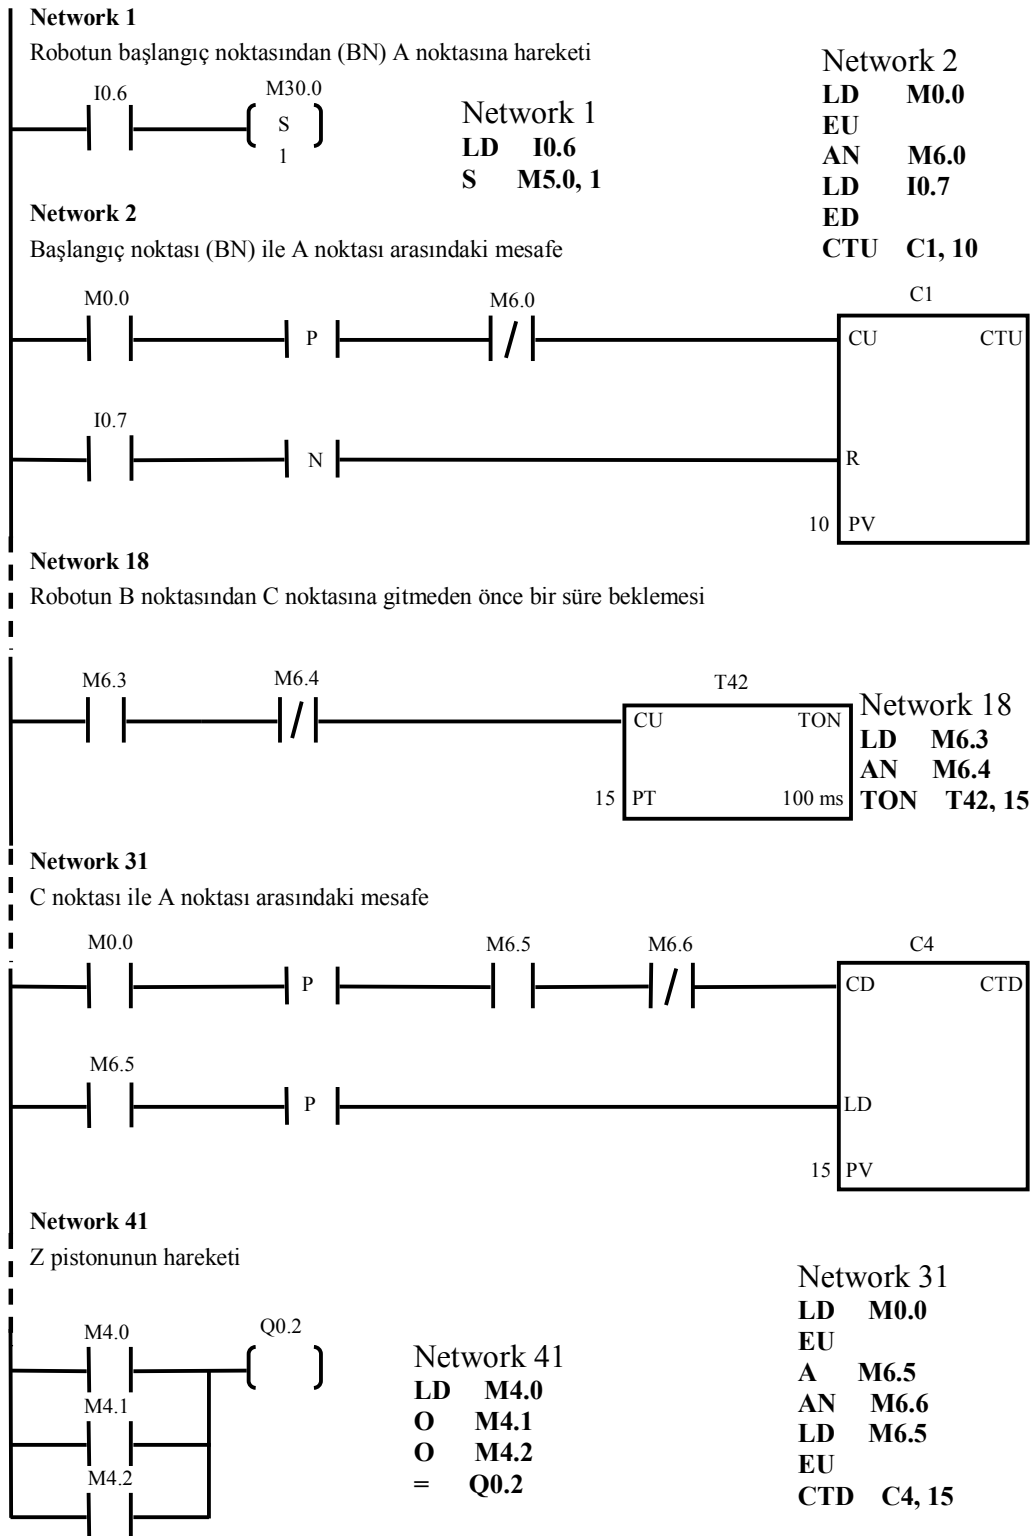 Network 1
Robotun başlangıç noktasından (BN) A noktasına hareketi
I0.6
M30.0
S
1
Network 1
LD I0.6
S M5.0, 1
Network 2
LD M0.0
EU
AN M6.0
LD I0.7
ED
CTU C1, 10
Network 2
Başlangıç noktası (BN) ile A noktası arasındaki mesafe
M0.0
P
M6.0
/
C1
CU CTU
I0.7
N
R
10 PV
Network 18
Robotun B noktasından C noktasına gitmeden önce bir süre beklemesi
M6.3
M6.4
/
T42
CU TON
15 PT 100 ms
Network 18
LD M6.3
AN M6.4
TON T42, 15
Network 31
C noktası ile A noktası arasındaki mesafe
M0.0
P
M6.5
M6.6
/
C4
CD CTD
M6.5
P
LD
15 PV
Network 41
Z pistonunun hareketi
M4.0
Q0.2
M4.1
M4.2
Network 41
LD M4.0
O M4.1
O M4.2
= Q0.2
Network 31
LD M0.0
EU
A M6.5
AN M6.6
LD M6.5
EU
CTD C4, 15